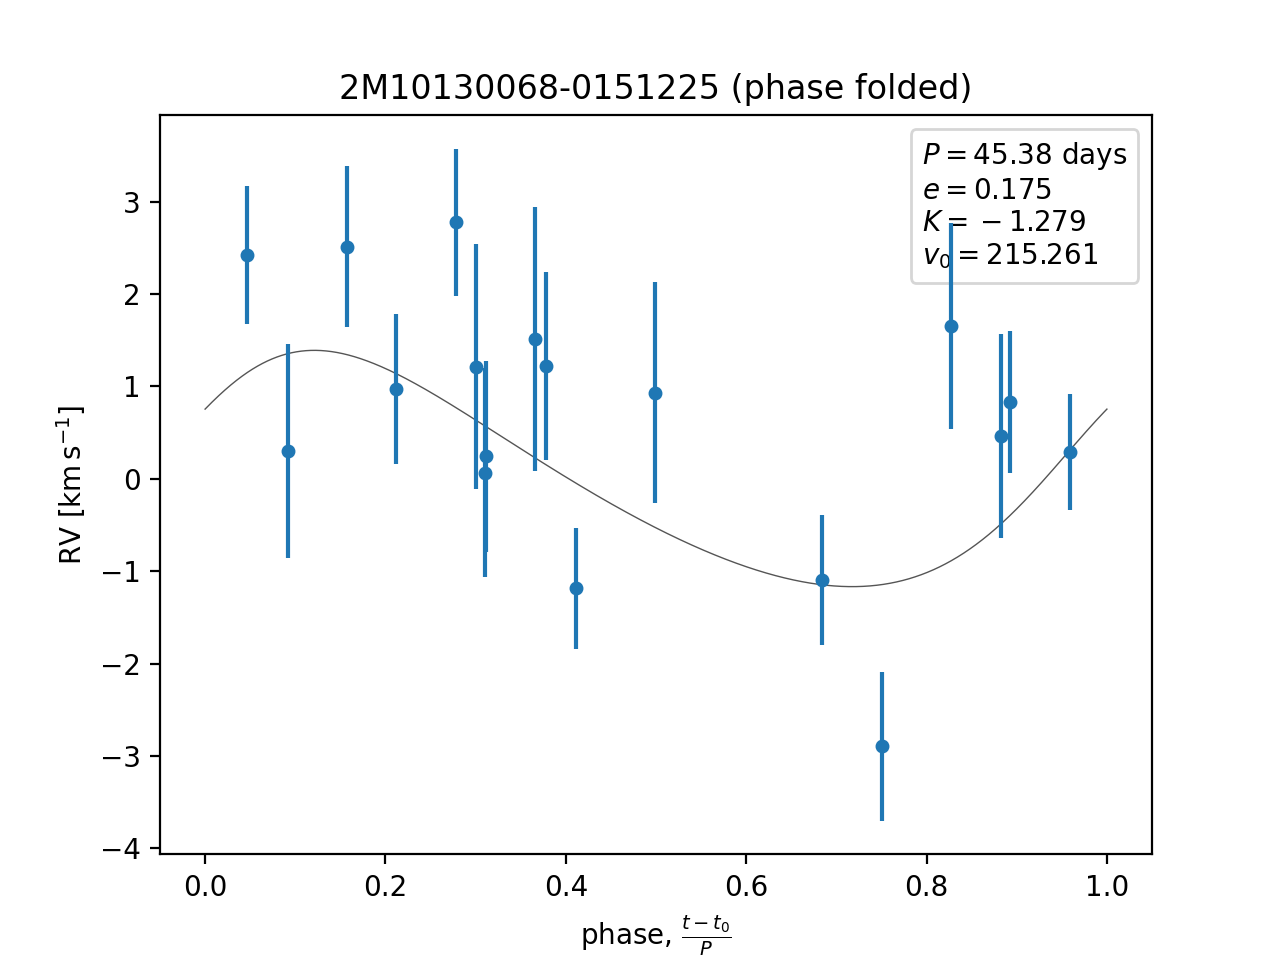 2M10130068-0151225 (phase folded)
P = 45.38 days
e = 0.175
K = −1.279
v₀ = 215.261
RV [km s⁻¹]
3
2
1
0
−1
−2
−3
−4
0.0 0.2 0.4 0.6 0.8 1.0
phase, (t − t₀)/P